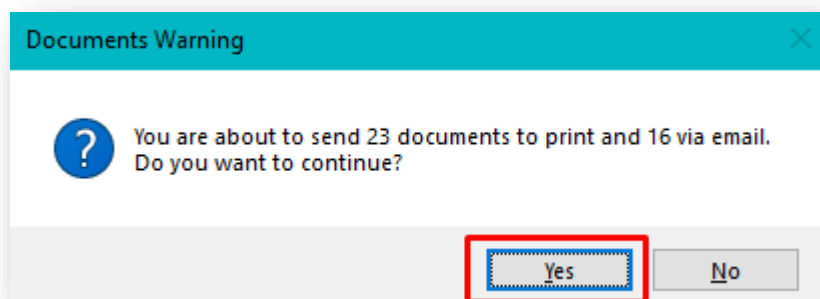 Documents Warning
You are about to send 23 documents to print and 16 via email.
Do you want to continue?
Yes No